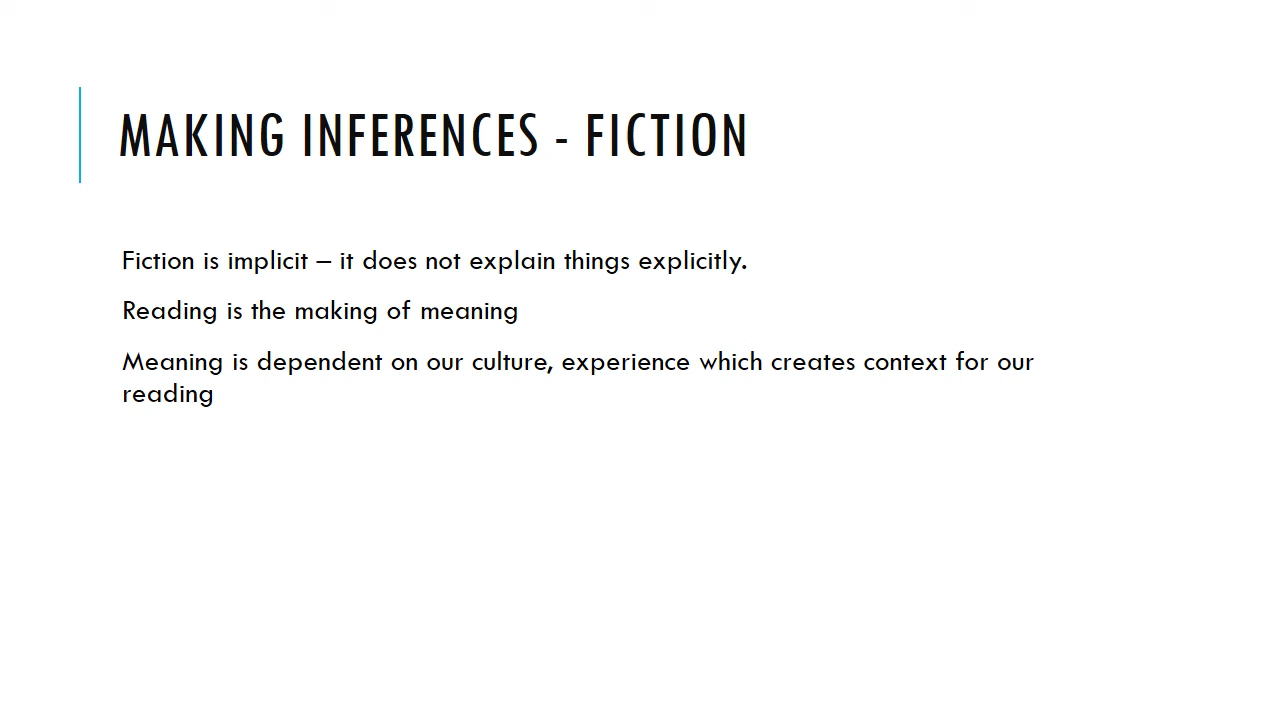 MAKING INFERENCES - FICTION
Fiction is implicit – it does not explain things explicitly.
Reading is the making of meaning
Meaning is dependent on our culture, experience which creates context for our
reading